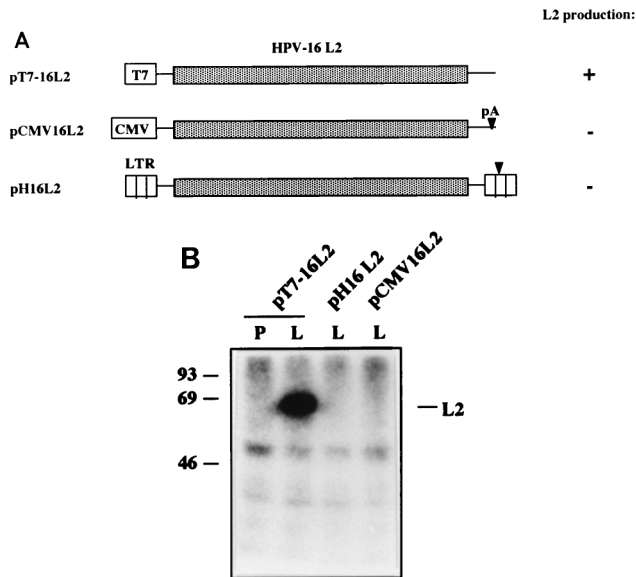 L2 production:
A
HPV-16 L2
pT7-16L2
T7
+
pA
pCMV16L2
CMV
-
LTR
pH16L2
-
B
pT7-16L2
pH16 L2
pCMV16L2
P L L L
93
69
L2
46